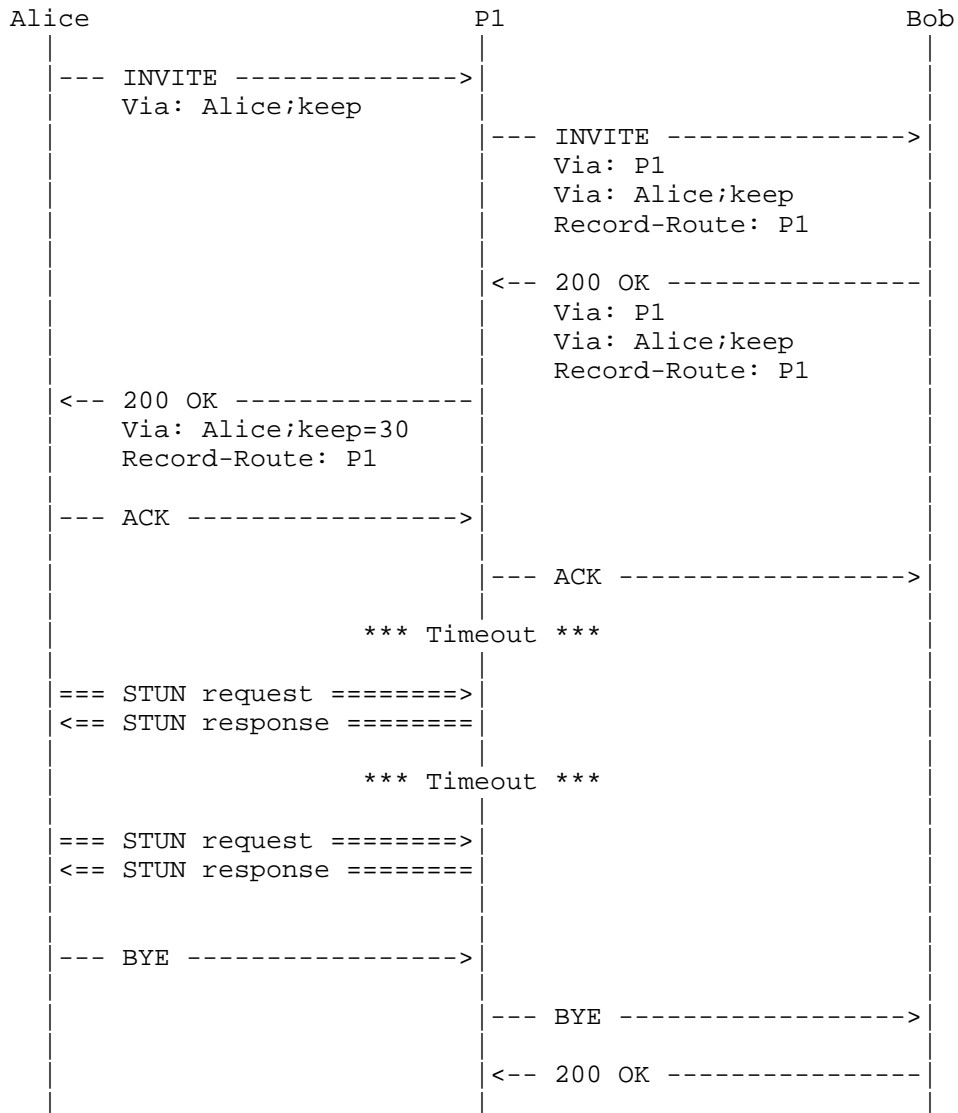 Alice P1 Bob
--- INVITE -------------->
Via: Alice;keep
--- INVITE --------------->
Via: P1
Via: Alice;keep
Record-Route: P1
<-- 200 OK ----------------
Via: P1
Via: Alice;keep
Record-Route: P1
<-- 200 OK ---------------
Via: Alice;keep=30
Record-Route: P1
--- ACK ----------------->
--- ACK ------------------>
*** Timeout ***
=== STUN request ========>
<== STUN response ========
*** Timeout ***
=== STUN request ========>
<== STUN response ========
--- BYE ----------------->
--- BYE ------------------>
<-- 200 OK ----------------